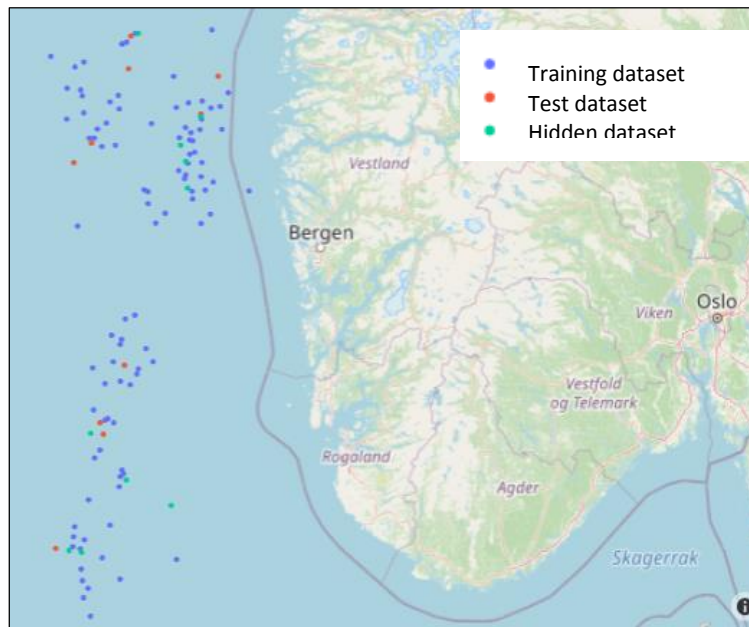 Training dataset
Test dataset
Hidden dataset
Vestland
Bergen
Oslo
Viken
Vestfold
og Telemark
Rogaland
Agder
Skagerrak
i